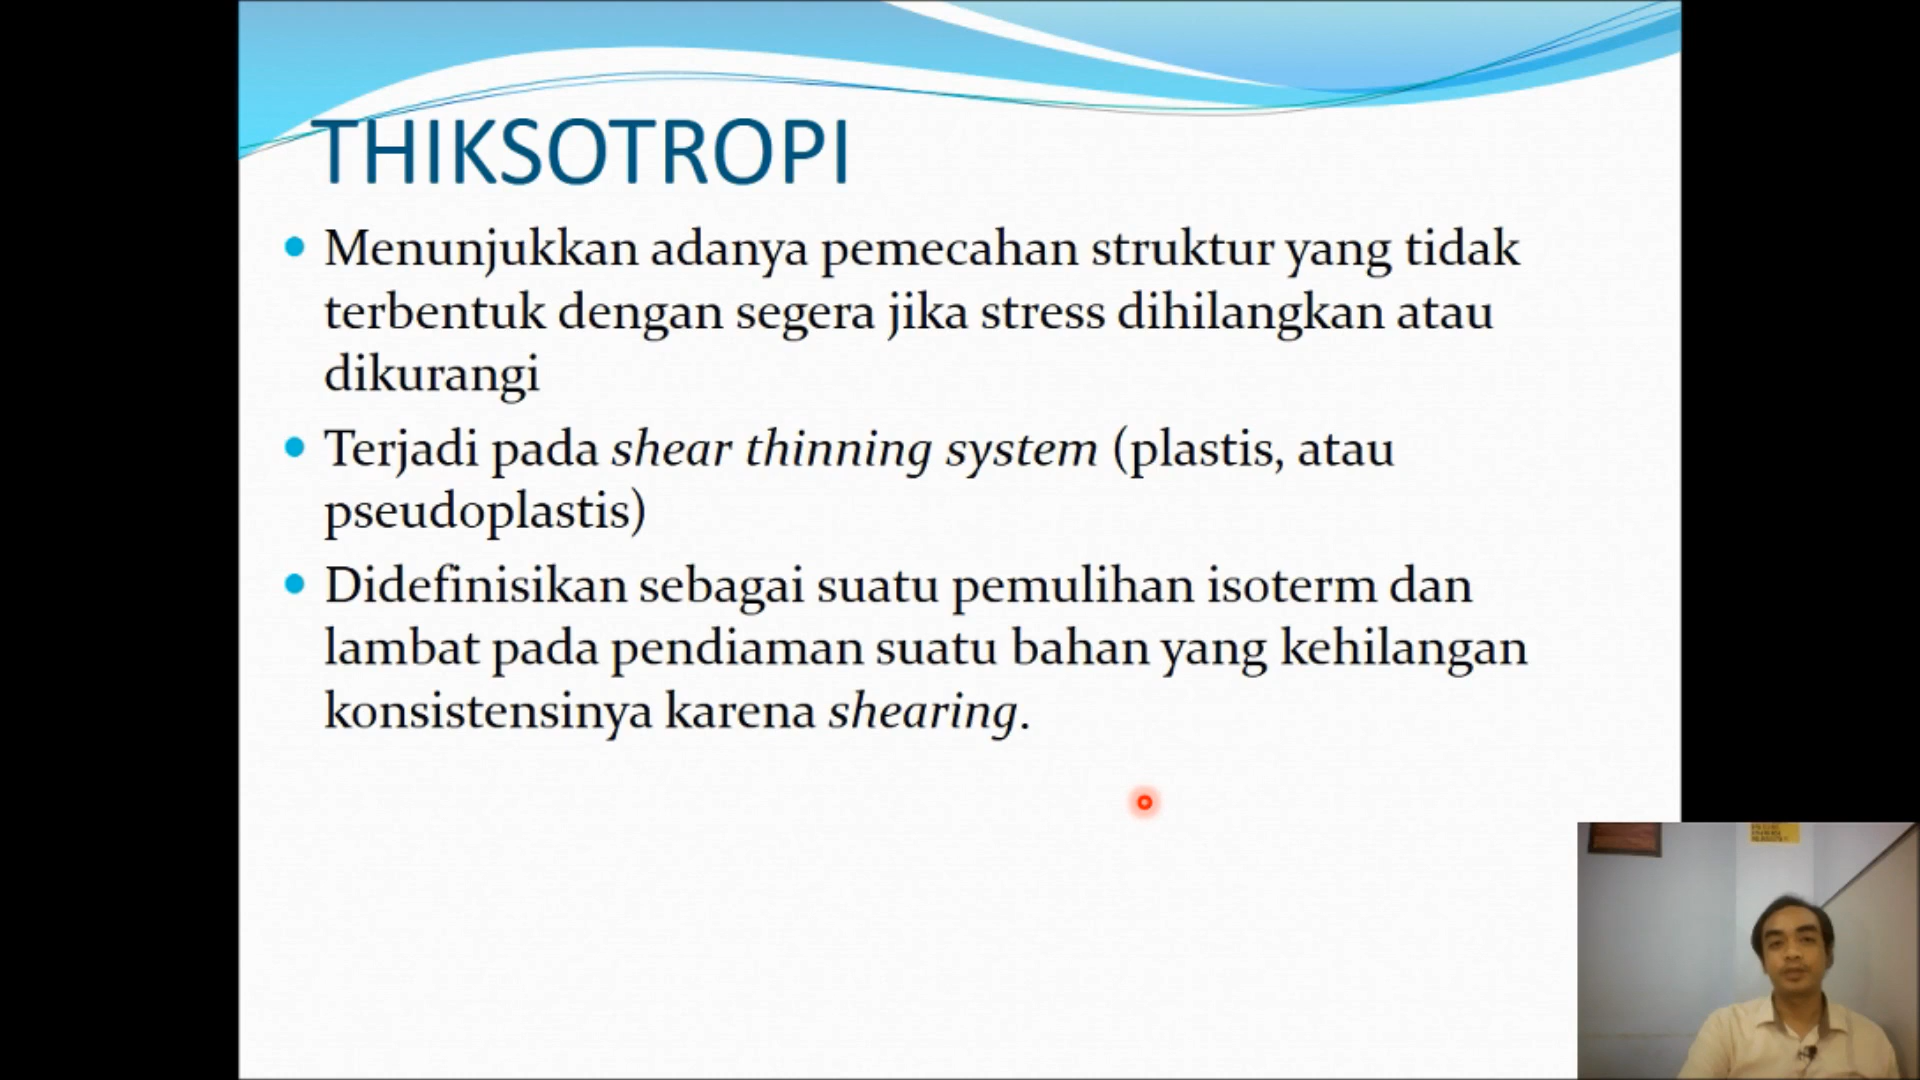 THIKSOTROPI
• Menunjukkan adanya pemecahan struktur yang tidak
terbentuk dengan segera jika stress dihilangkan atau
dikurangi
• Terjadi pada shear thinning system (plastis, atau
pseudoplastis)
• Didefinisikan sebagai suatu pemulihan isoterm dan
lambat pada pendiaman suatu bahan yang kehilangan
konsistensinya karena shearing.